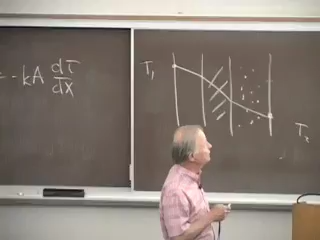 = -kA dT/dx
T₁
T₂